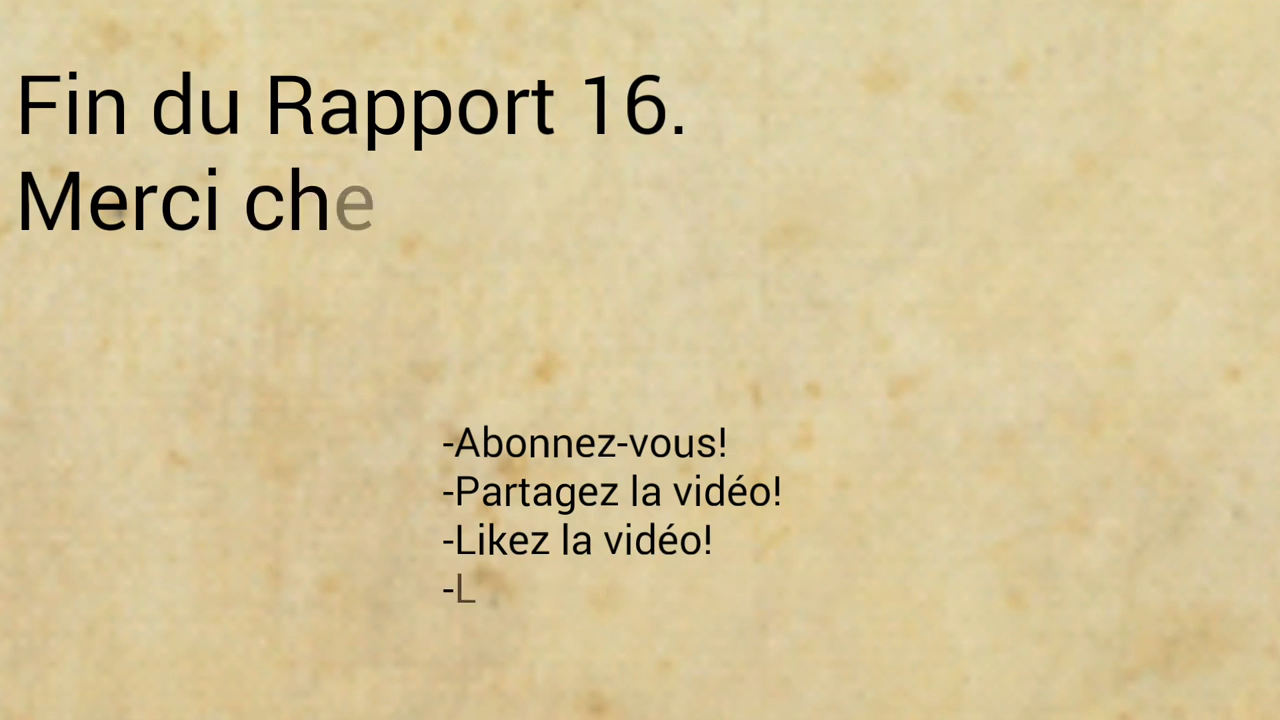 Fin du Rapport 16.
Merci che
-Abonnez-vous!
-Partagez la vidéo!
-Likez la vidéo!
-L